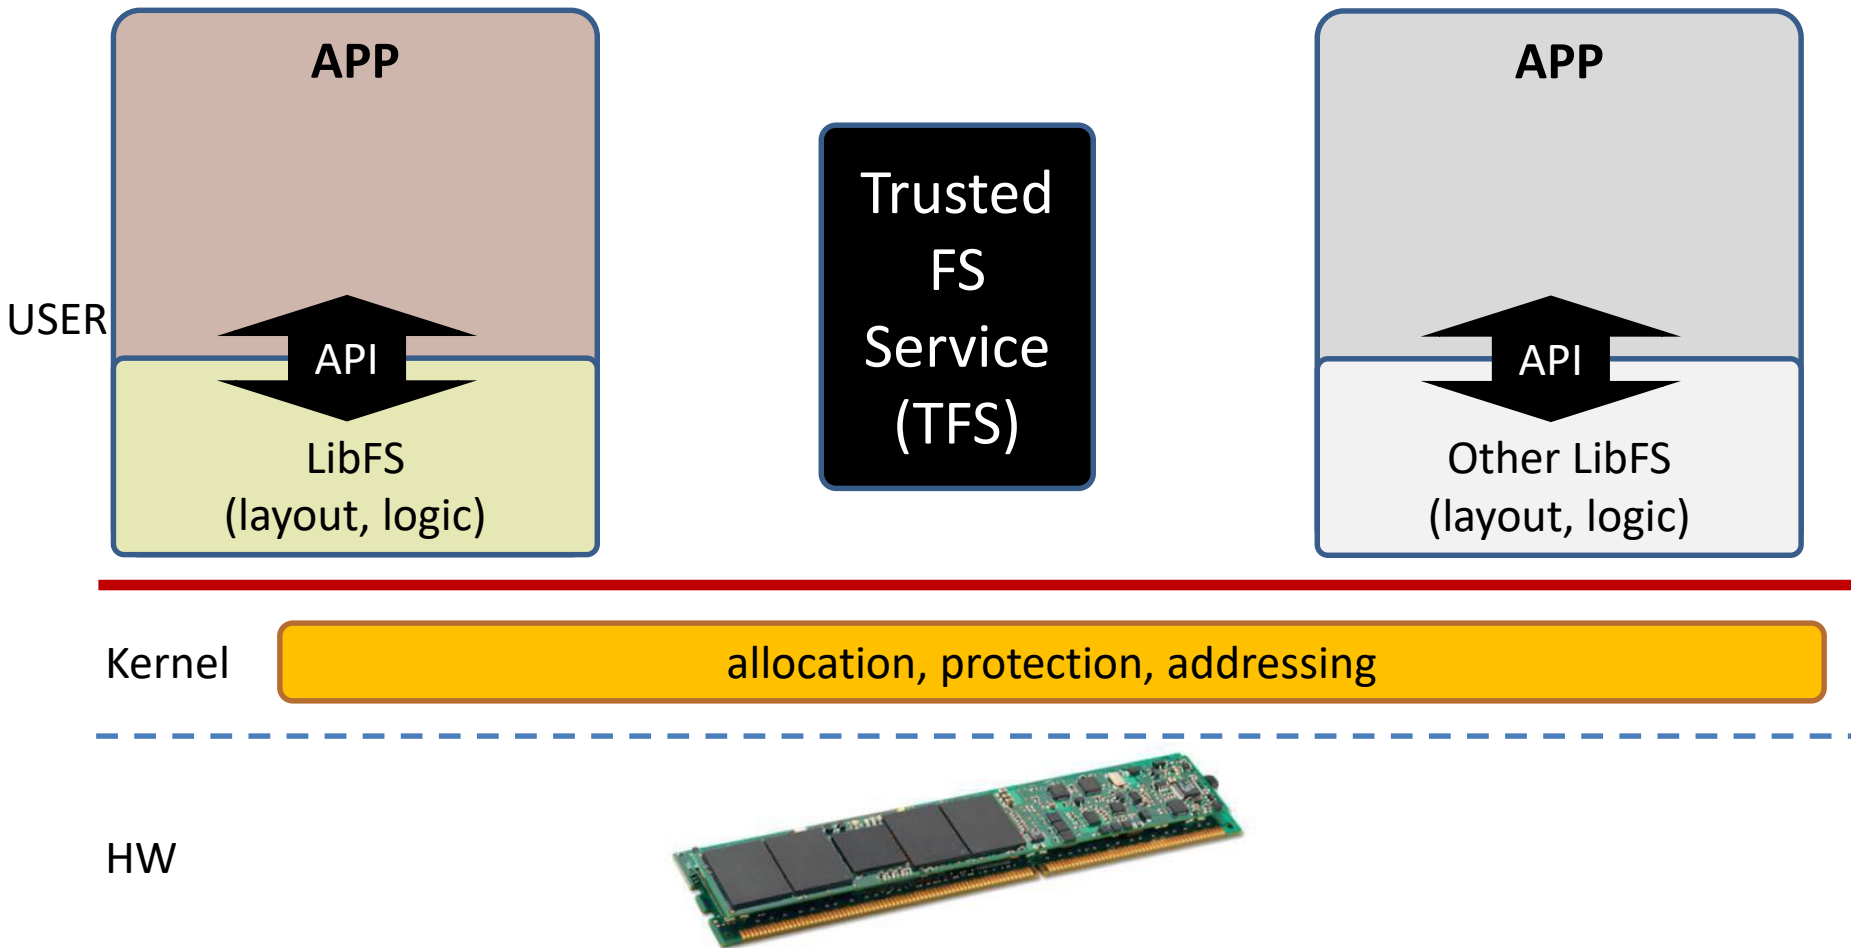 APP
APP
Trusted
FS
Service
(TFS)
USER
API
API
LibFS
(layout, logic)
Other LibFS
(layout, logic)
Kernel
allocation, protection, addressing
HW